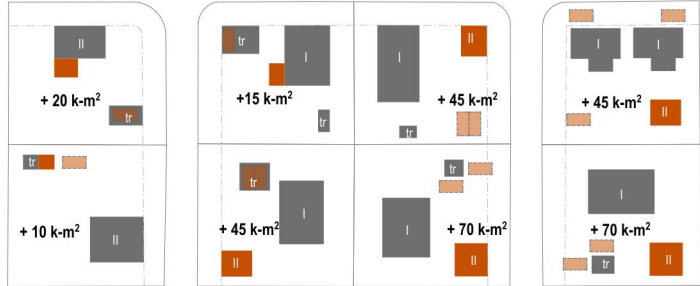 II
tr
I
I
II
I
I
+ 20 k-m²
tr
+15 k-m²
tr
+ 45 k-m²
tr
+ 45 k-m²
II
tr
+ 10 k-m²
II
tr
+ 45 k-m²
I
II
tr
I
+ 70 k-m²
II
I
+ 70 k-m²
tr
II